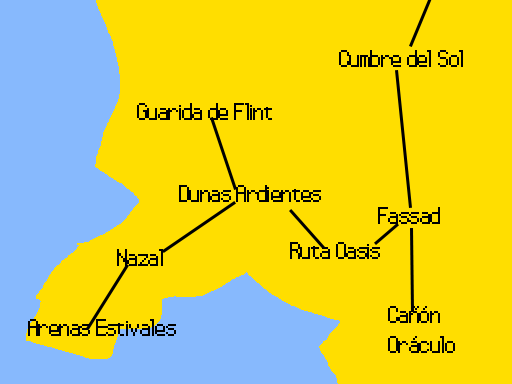 Cumbre del Sol
Guarida de Flint
Dunas Ardientes
Fassad
Ruta Oasis
Nazal
Cañón
Oráculo
Arenas Estivales